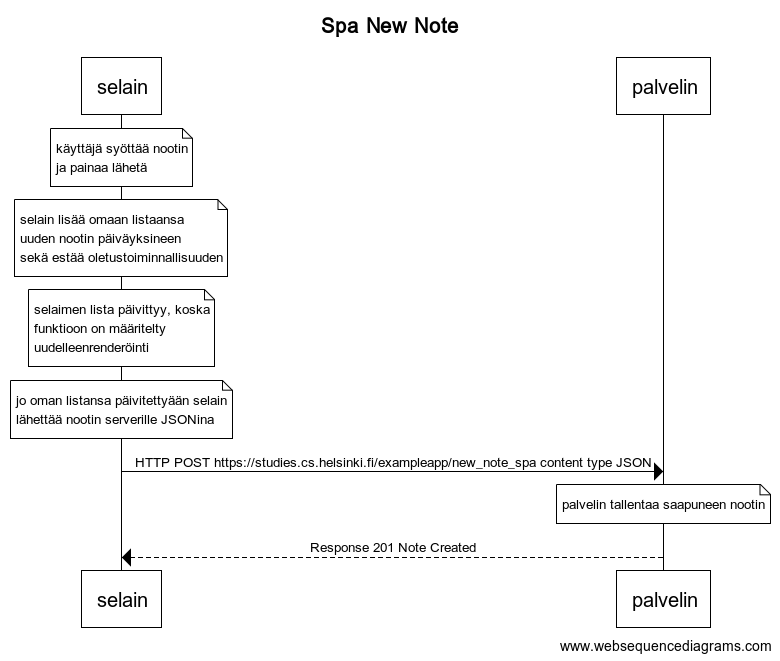 Spa New Note
selain
palvelin
käyttäjä syöttää nootin
ja painaa lähetä
selain lisää omaan listaansa
uuden nootin päiväyksineen
sekä estää oletustoiminnallisuuden
selaimen lista päivittyy, koska
funktioon on määritelty
uudelleenrenderöinti
jo oman listansa päivitettyään selain
lähettää nootin serverille JSONina
HTTP POST https://studies.cs.helsinki.fi/exampleapp/new_note_spa content type JSON
palvelin tallentaa saapuneen nootin
Response 201 Note Created
selain
palvelin
www.websequencediagrams.com